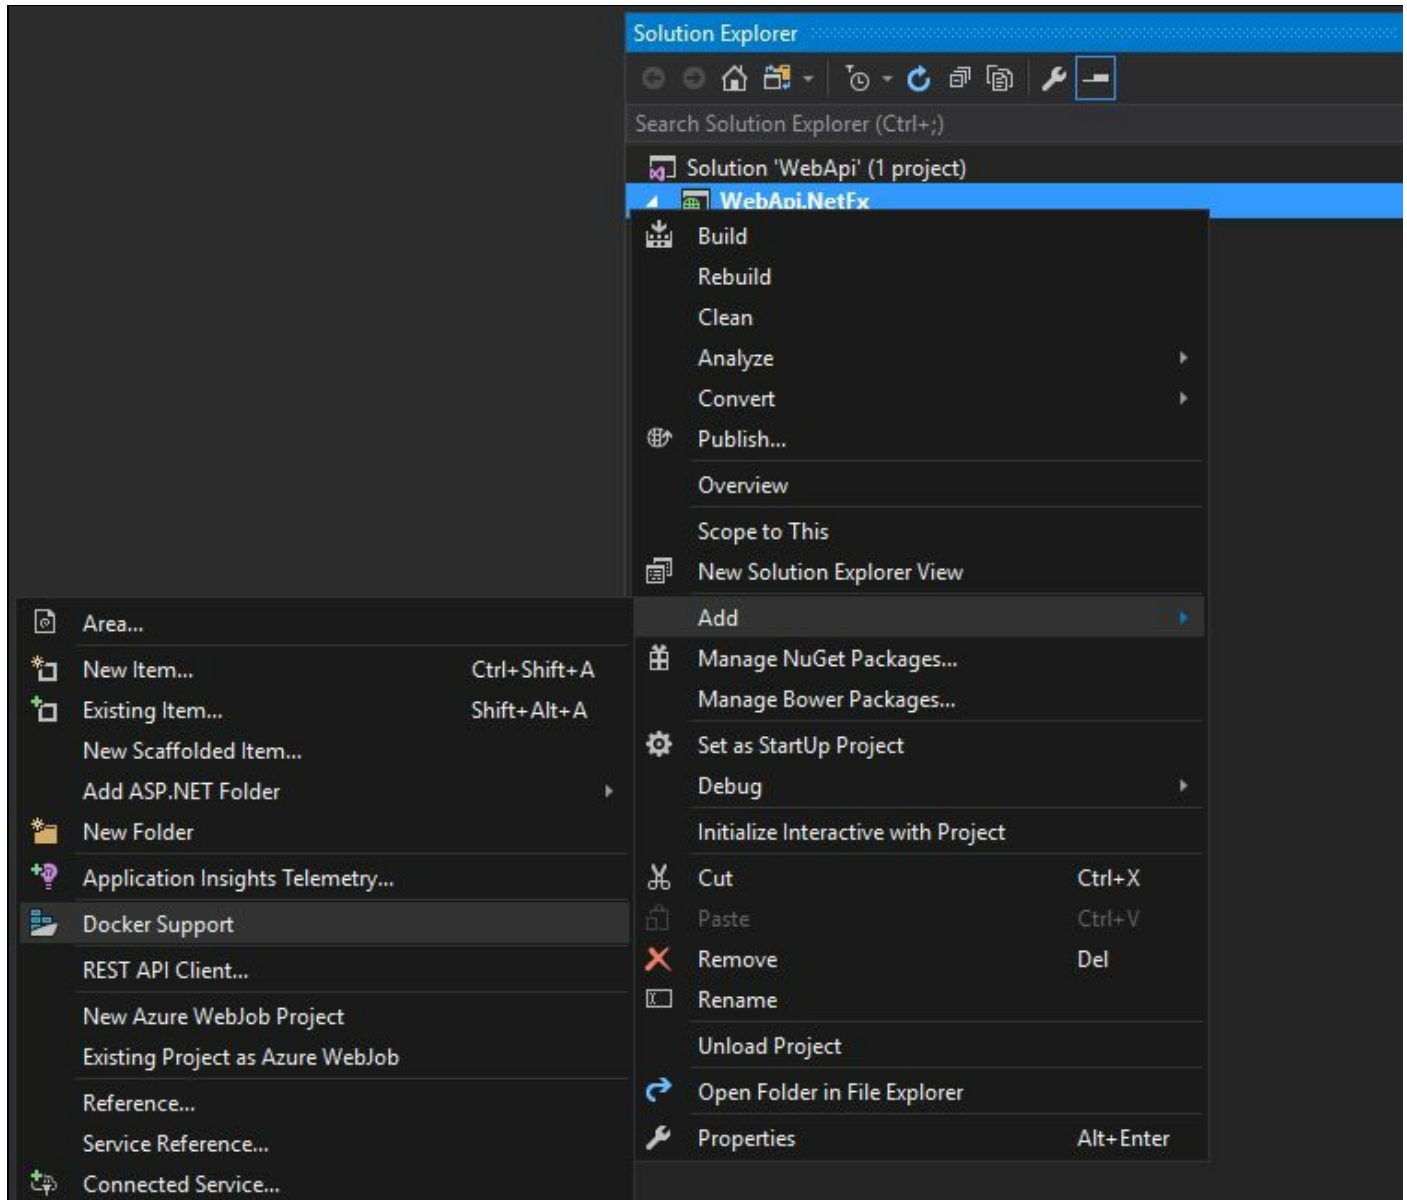 Solution Explorer
Search Solution Explorer (Ctrl+;)
Solution 'WebApi' (1 project)
WebApi.NetFx
Build
Rebuild
Clean
Analyze
Convert
Publish...
Overview
Scope to This
New Solution Explorer View
Add
Manage NuGet Packages...
Manage Bower Packages...
Set as StartUp Project
Debug
Initialize Interactive with Project
Cut Ctrl+X
Paste Ctrl+V
Remove Del
Rename
Unload Project
Open Folder in File Explorer
Properties Alt+Enter
Area...
New Item... Ctrl+Shift+A
Existing Item... Shift+Alt+A
New Scaffolded Item...
Add ASP.NET Folder
New Folder
Application Insights Telemetry...
Docker Support
REST API Client...
New Azure WebJob Project
Existing Project as Azure WebJob
Reference...
Service Reference...
Connected Service...